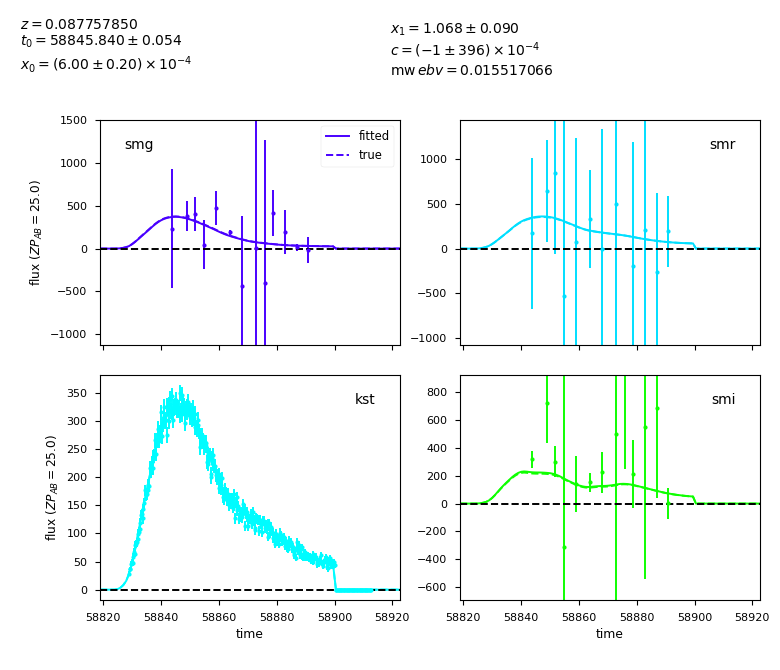 z = 0.087757850
t₀ = 58845.840 ± 0.054
x₀ = (6.00 ± 0.20) × 10⁻⁴
x₁ = 1.068 ± 0.090
c = (−1 ± 396) × 10⁻⁴
mw ebv = 0.015517066
smg
fitted
true
flux (ZP_AB = 25.0)
1500
1000
500
0
−500
−1000
smr
1000
500
0
−500
−1000
kst
flux (ZP_AB = 25.0)
350
300
250
200
150
100
50
0
58820 58840 58860 58880 58900 58920
time
smi
800
600
400
200
0
−200
−400
−600
58820 58840 58860 58880 58900 58920
time